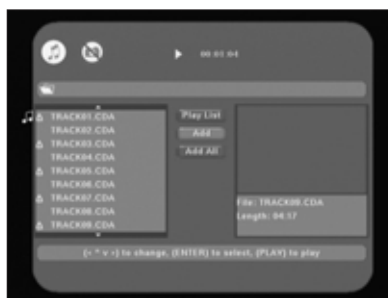 00:01:04
TRACK01.CDA
TRACK02.CDA
TRACK03.CDA
TRACK04.CDA
TRACK05.CDA
TRACK06.CDA
TRACK07.CDA
TRACK08.CDA
TRACK09.CDA
Play List
Add
Add All
File: TRACK09.CDA
Length: 04:17
(< ^ v >) to change, (ENTER) to select, (PLAY) to play